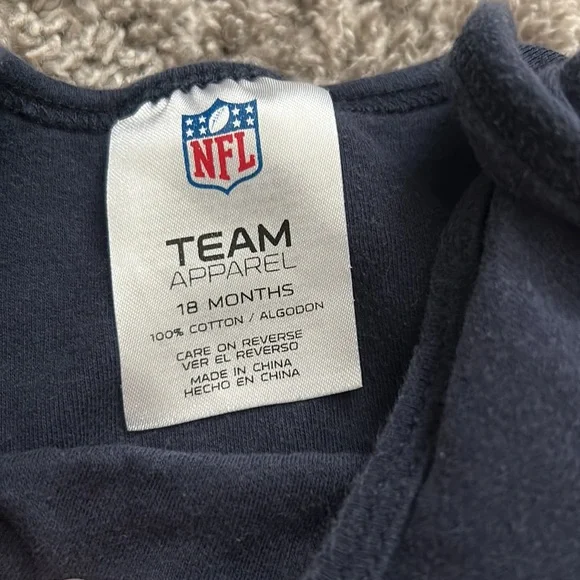 NFL
TEAM
APPAREL
18 MONTHS
100% COTTON / ALGODON
CARE ON REVERSE
VER EL REVERSO
MADE IN CHINA
HECHO EN CHINA